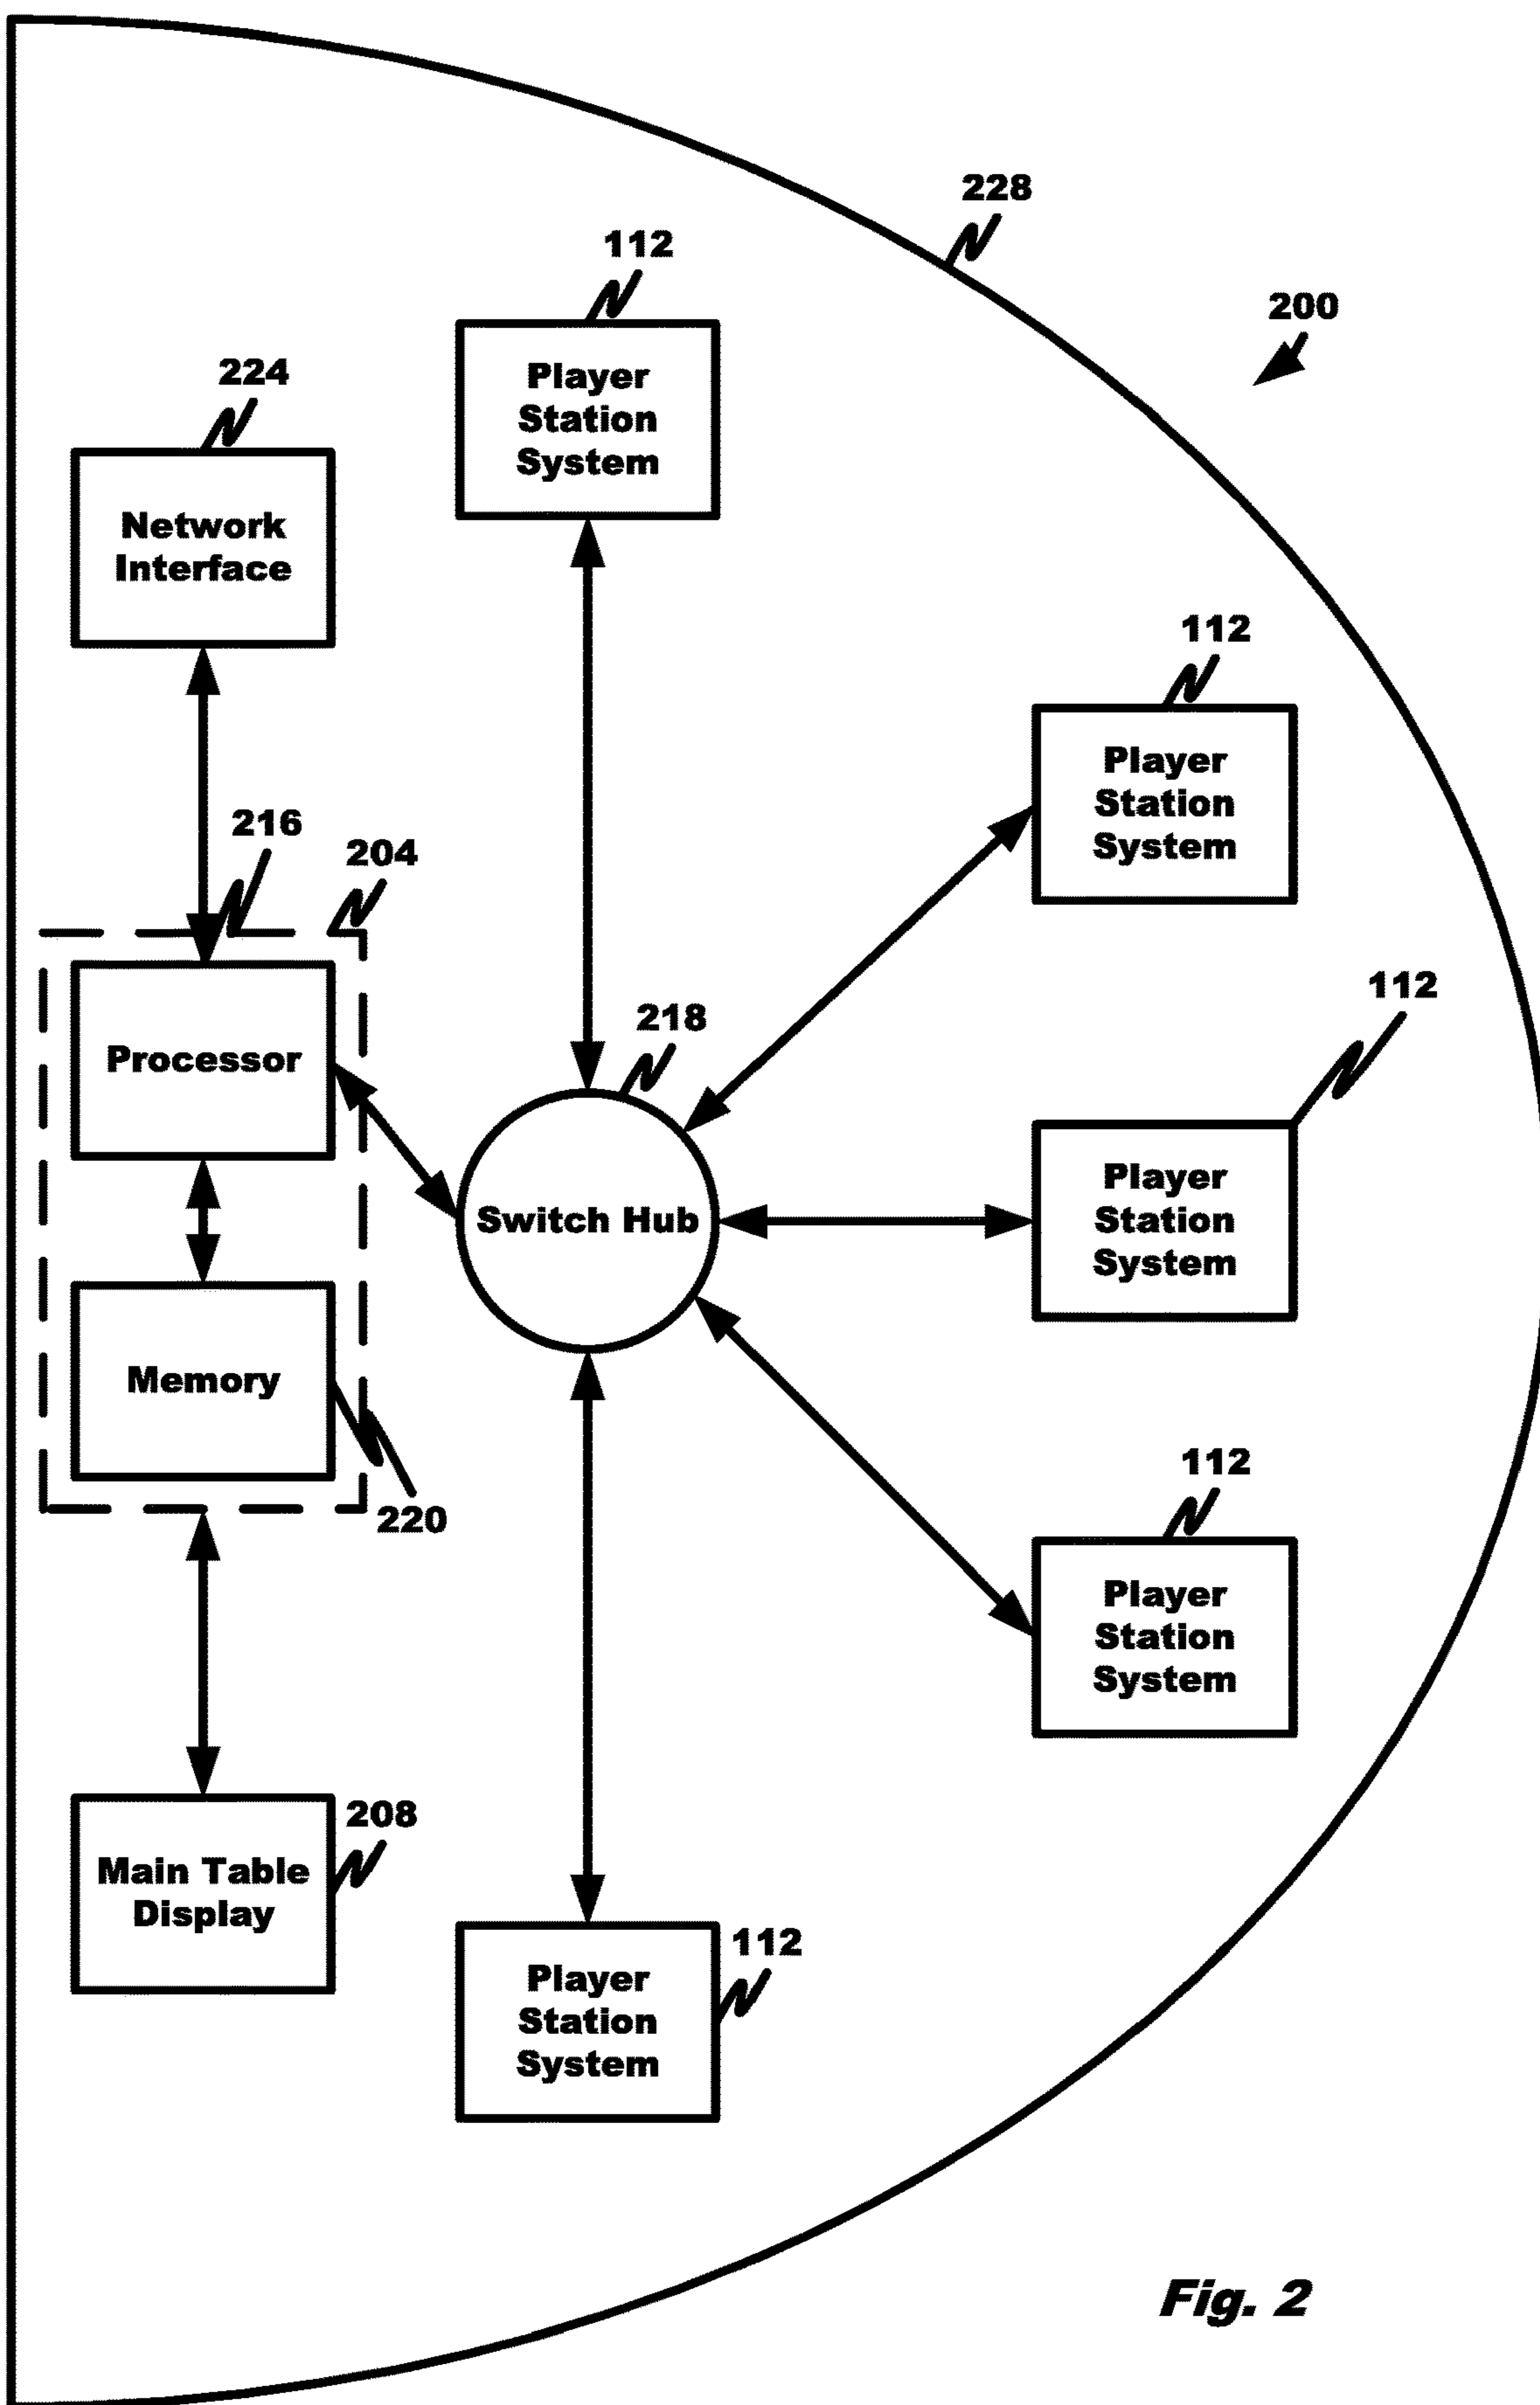 228
112
200
Player
Station
System
224
Network
Interface
112
Player
Station
System
216
204
112
218
Processor
Switch Hub
Player
Station
System
Memory
220
112
Player
Station
System
208
Main Table
Display
112
Player
Station
System
Fig. 2